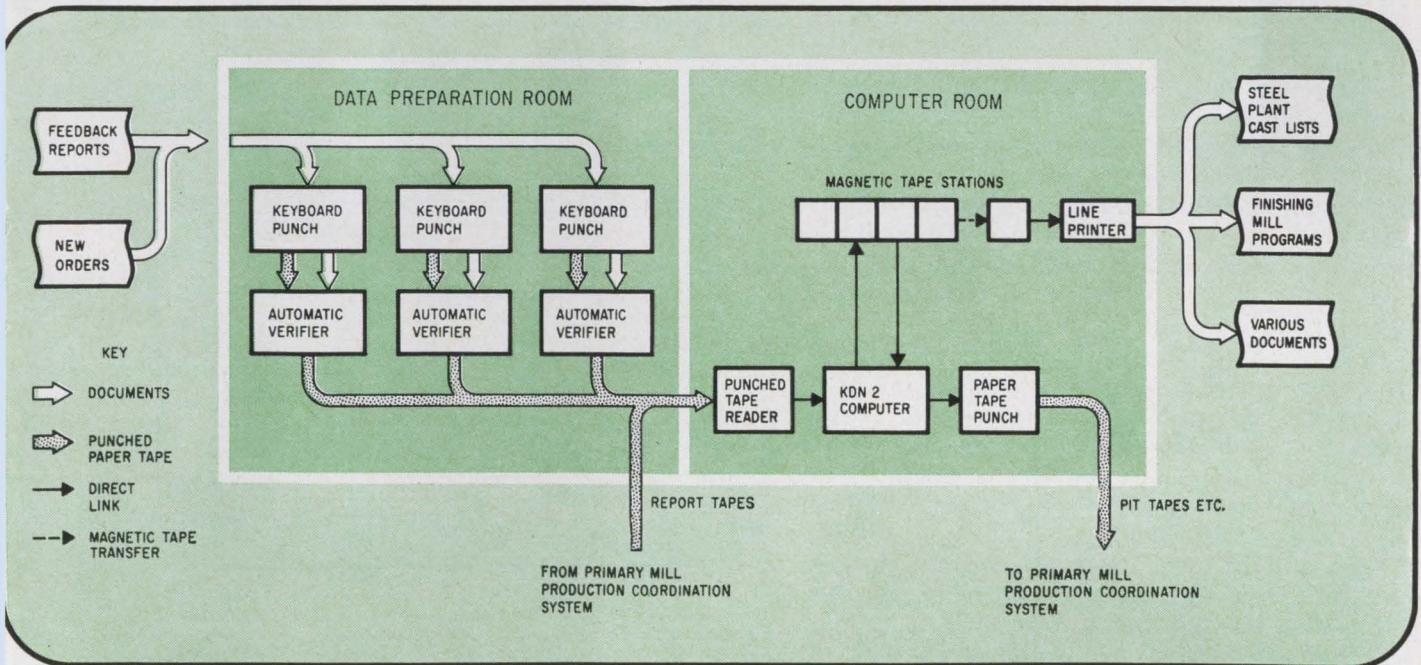 DATA PREPARATION ROOM
COMPUTER ROOM
FEEDBACK
REPORTS
NEW
ORDERS
KEYBOARD
PUNCH
KEYBOARD
PUNCH
KEYBOARD
PUNCH
AUTOMATIC
VERIFIER
AUTOMATIC
VERIFIER
AUTOMATIC
VERIFIER
MAGNETIC TAPE STATIONS
LINE
PRINTER
STEEL
PLANT
CAST LISTS
FINISHING
MILL
PROGRAMS
VARIOUS
DOCUMENTS
PUNCHED
TAPE
READER
KDN 2
COMPUTER
PAPER
TAPE
PUNCH
KEY
DOCUMENTS
PUNCHED
PAPER TAPE
DIRECT
LINK
MAGNETIC TAPE
TRANSFER
REPORT TAPES
FROM PRIMARY MILL
PRODUCTION COORDINATION
SYSTEM
PIT TAPES ETC.
TO PRIMARY MILL
PRODUCTION COORDINATION
SYSTEM